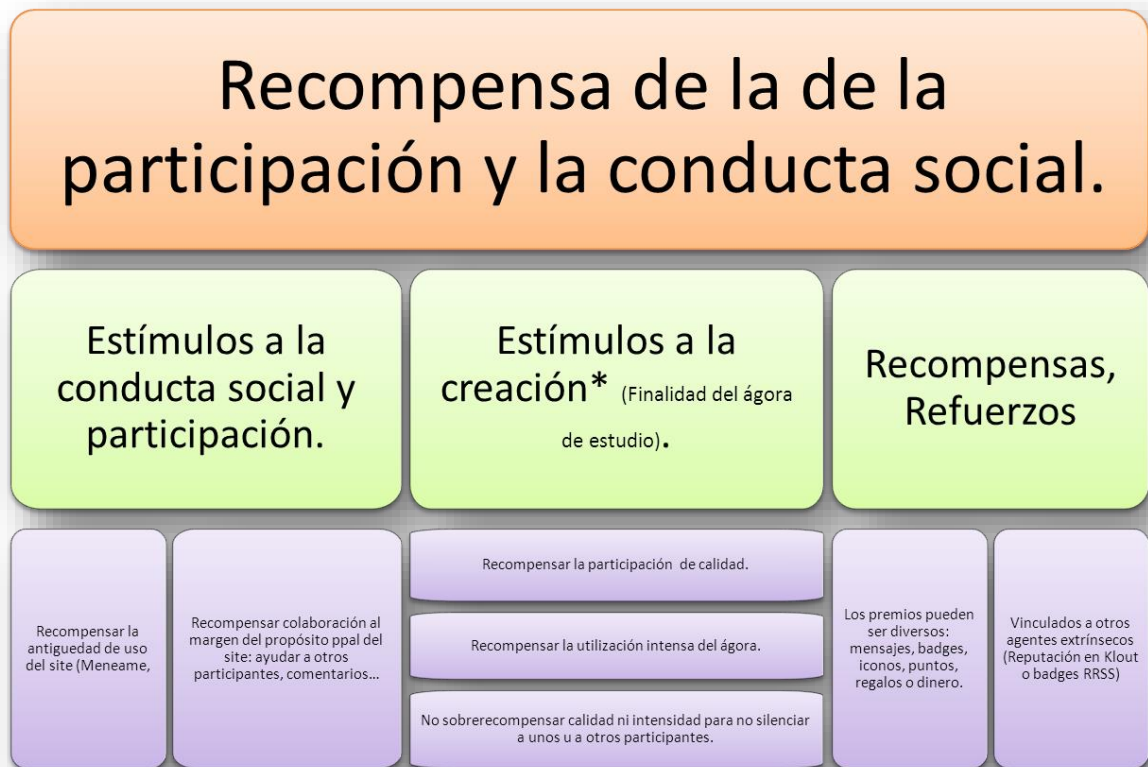 Recompensa de la de la
participación y la conducta social.
Estímulos a la
conducta social y
participación.
Estímulos a la
creación* (Finalidad del ágora
de estudio).
Recompensas,
Refuerzos
Recompensar la
antiguedad de uso
del site (Meneame,
Recompensar colaboración al
margen del propósito ppal del
site: ayudar a otros
participantes, comentarios...
Recompensar la participación de calidad.
Recompensar la utilización intensa del ágora.
No sobrerecompensar calidad ni intensidad para no silenciar
a unos u a otros participantes.
Los premios pueden
ser diversos:
mensajes, badges,
iconos, puntos,
regalos o dinero.
Vinculados a otros
agentes extrínsecos
(Reputación en Klout
o badges RRSS)